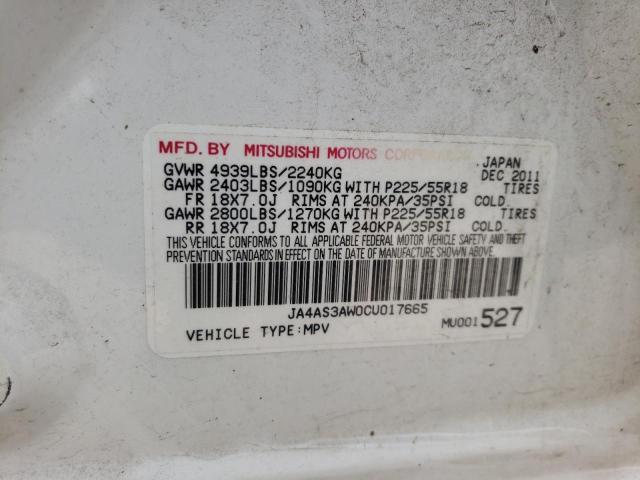 MFD. BY MITSUBISHI MOTORS CORPORATION JAPAN
GVWR 4939LBS/2240KG DEC 2011
GAWR 2403LBS/1090KG WITH P225/55R18 TIRES
FR 18X7.0J RIMS AT 240KPA/35PSI COLD.
GAWR 2800LBS/1270KG WITH P225/55R18 TIRES
RR 18X7.0J RIMS AT 240KPA/35PSI COLD.
THIS VEHICLE CONFORMS TO ALL APPLICABLE FEDERAL MOTOR VEHICLE SAFETY AND THEFT
PREVENTION STANDARDS IN EFFECT ON THE DATE OF MANUFACTURE SHOWN ABOVE.
JA4AS3AW0CU017665
VEHICLE TYPE:MPV MU001527